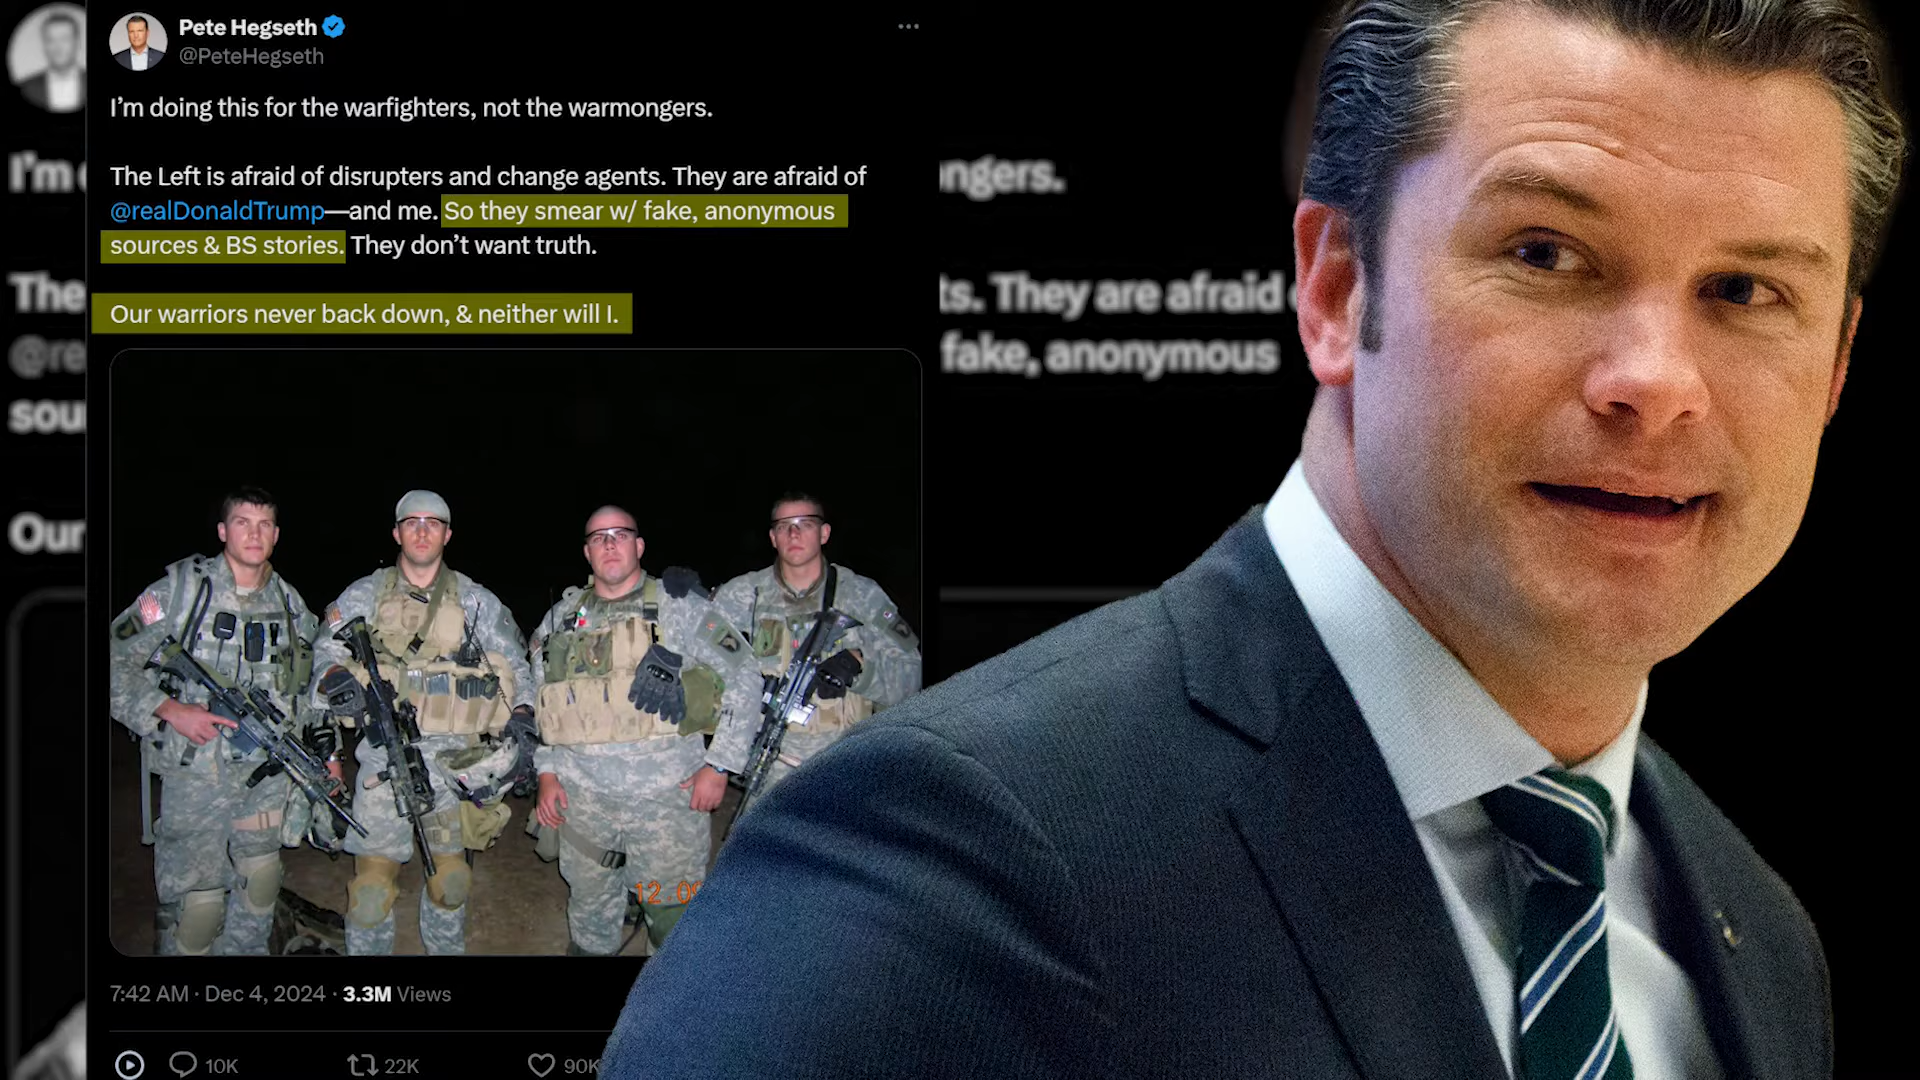 Pete Hegseth
@PeteHegseth
I'm doing this for the warfighters, not the warmongers.
The Left is afraid of disrupters and change agents. They are afraid of
@realDonaldTrump—and me. So they smear w/ fake, anonymous
sources & BS stories. They don't want truth.
Our warriors never back down, & neither will I.
7:42 AM · Dec 4, 2024 · 3.3M Views
10K 22K 90K
I'm
The
@re
sou
Our
ngers.
ts. They are afraid
fake, anonymous